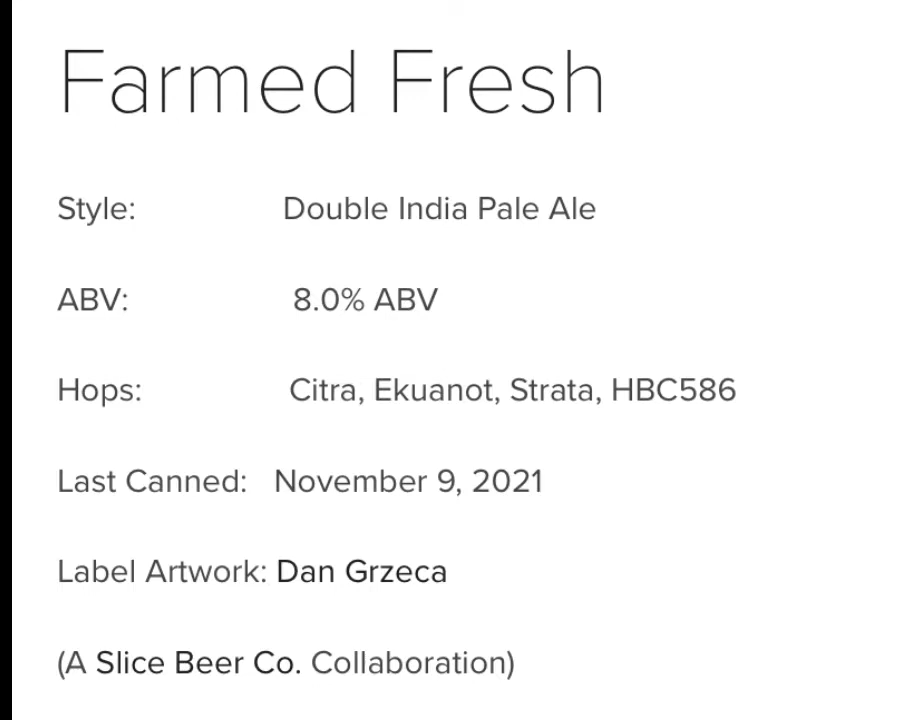 Farmed Fresh
Style: Double India Pale Ale
ABV: 8.0% ABV
Hops: Citra, Ekuanot, Strata, HBC586
Last Canned: November 9, 2021
Label Artwork: Dan Grzeca
(A Slice Beer Co. Collaboration)